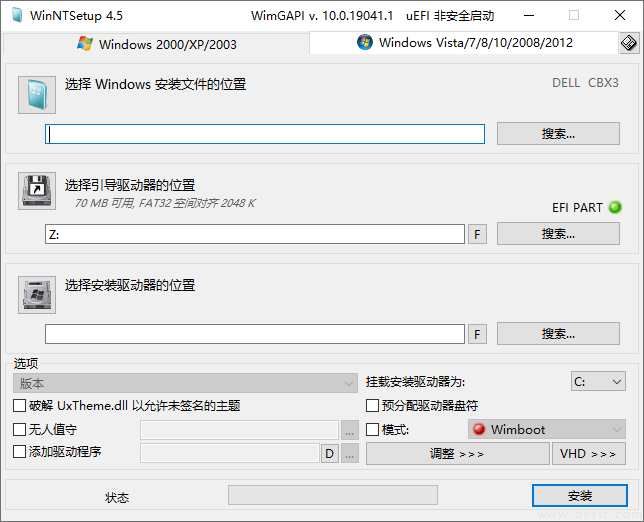 WinNTSetup 4.5 WimGAPI v. 10.0.19041.1 uEFI 非安全启动
Windows 2000/XP/2003 Windows Vista/7/8/10/2008/2012
选择 Windows 安装文件的位置 DELL CBX3
搜索...
选择引导驱动器的位置
70 MB 可用, FAT32 空间对齐 2048 K
EFI PART
Z: F 搜索...
选择安装驱动器的位置
F 搜索...
选项
版本 挂载安装驱动器为: C:
破解 UxTheme.dll 以允许未签名的主题 预分配驱动器盘符
无人值守 ... 模式: Wimboot
添加驱动程序 D ... 调整 >>> VHD >>>
状态 安装